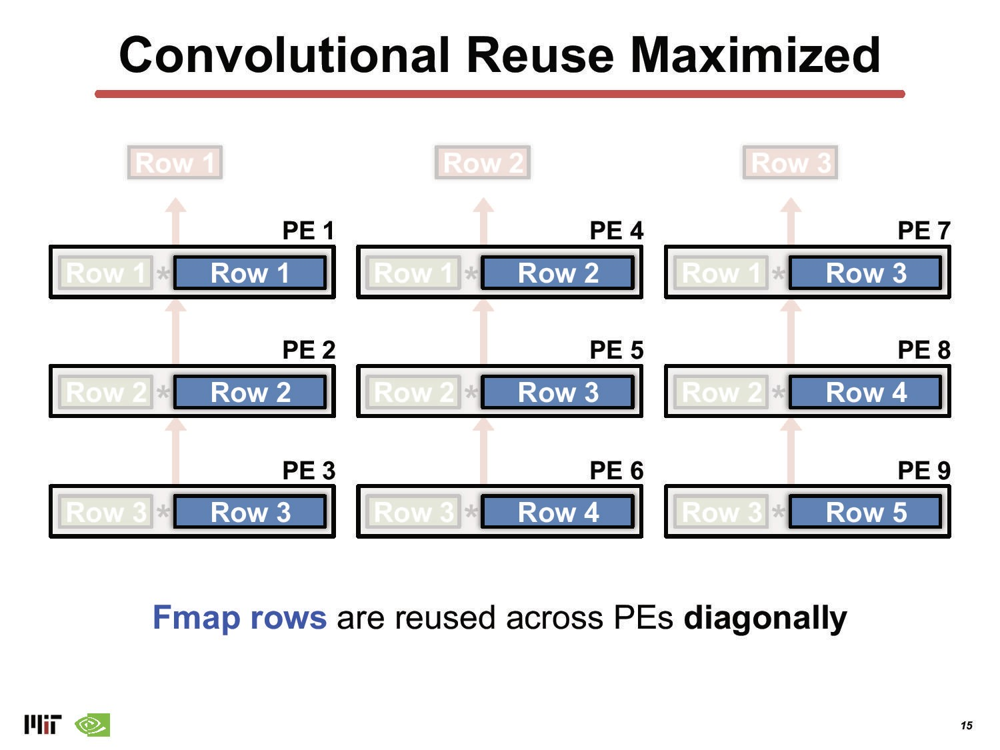 Convolutional Reuse Maximized
Row 1 Row 2 Row 3
PE 1 PE 4 PE 7
Row 1 * Row 1 Row 1 * Row 2 Row 1 * Row 3
PE 2 PE 5 PE 8
Row 2 * Row 2 Row 2 * Row 3 Row 2 * Row 4
PE 3 PE 6 PE 9
Row 3 * Row 3 Row 3 * Row 4 Row 3 * Row 5
Fmap rows are reused across PEs diagonally
MIT
15